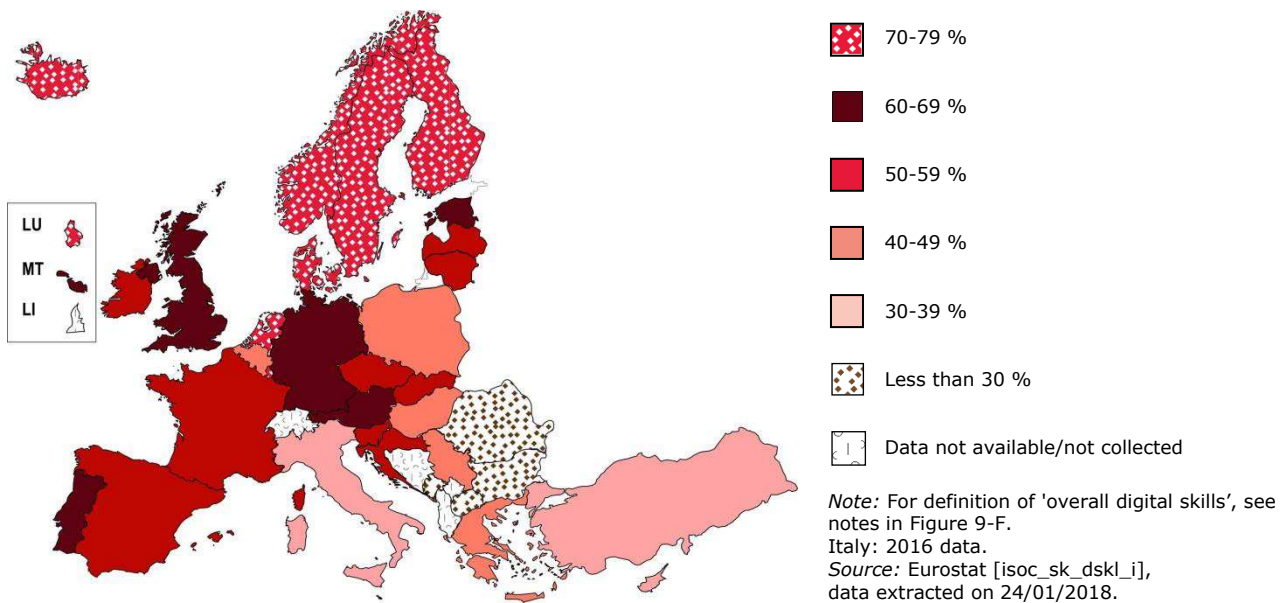 LU
MT
LI
70-79 %
60-69 %
50-59 %
40-49 %
30-39 %
Less than 30 %
Data not available/not collected
Note: For definition of 'overall digital skills’, see
notes in Figure 9-F.
Italy: 2016 data.
Source: Eurostat [isoc_sk_dskl_i],
data extracted on 24/01/2018.